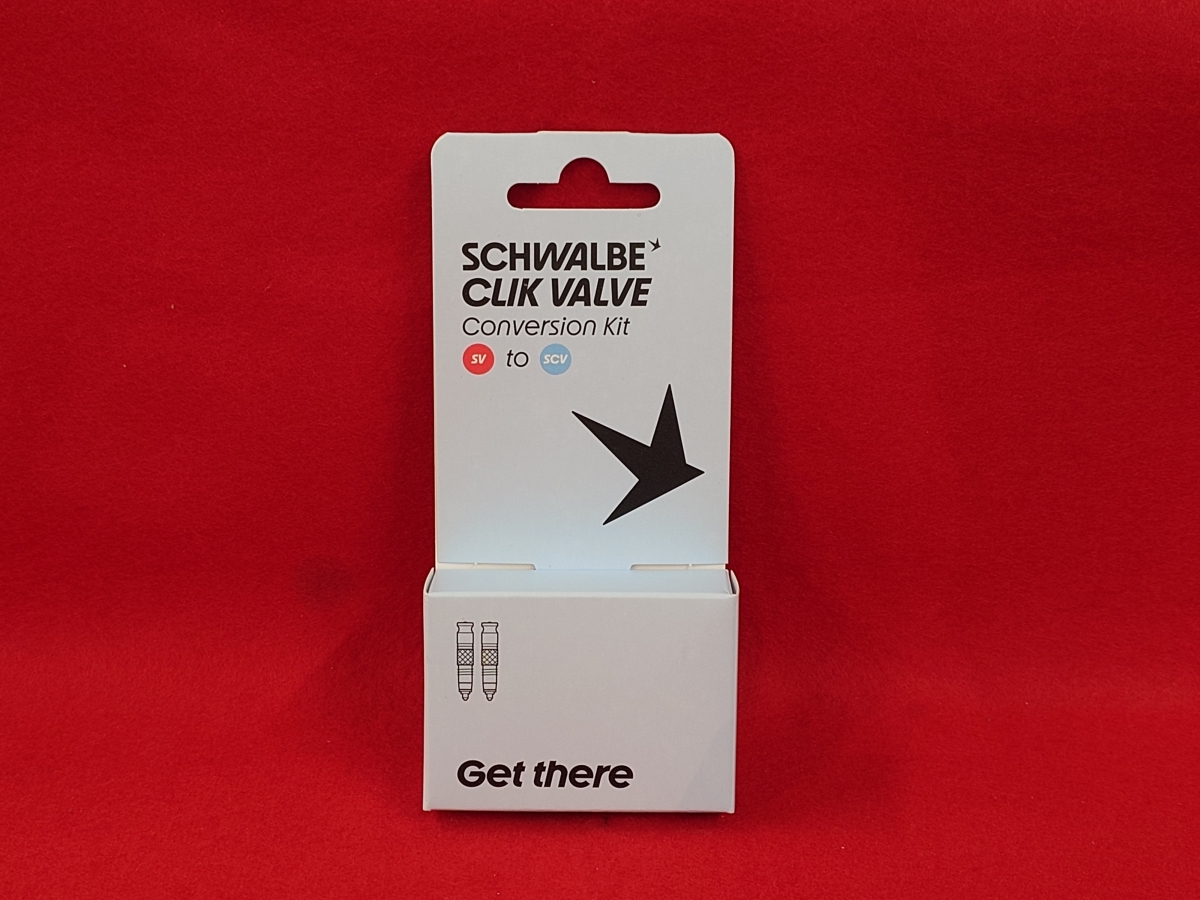 SCHWALBE
CLIK VALVE
Conversion Kit
SV to SCV
Get there